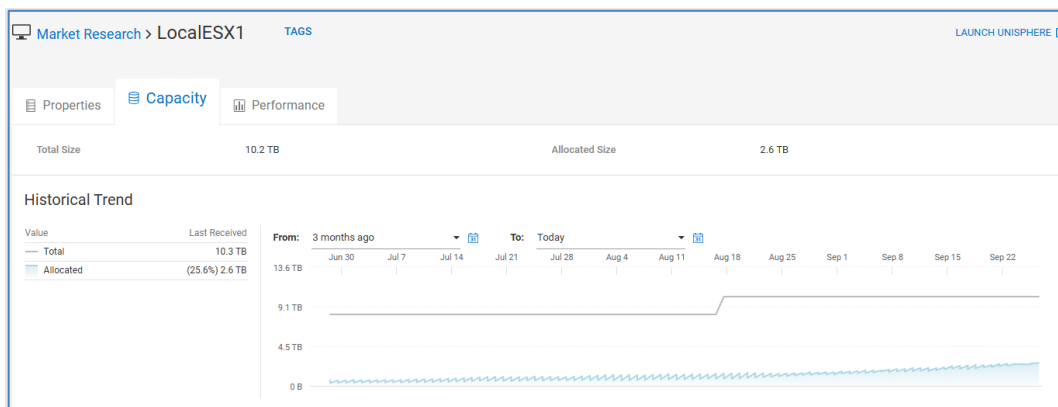 Market Research > LocalESX1 TAGS LAUNCH UNISPHERE
Properties Capacity Performance
Total Size 10.2 TB Allocated Size 2.6 TB
Historical Trend
Value Last Received
Total 10.3 TB
Allocated (25.6%) 2.6 TB
From: 3 months ago To: Today
Jun 30 Jul 7 Jul 14 Jul 21 Jul 28 Aug 4 Aug 11 Aug 18 Aug 25 Sep 1 Sep 8 Sep 15 Sep 22
13.6 TB
9.1 TB
4.5 TB
0 B